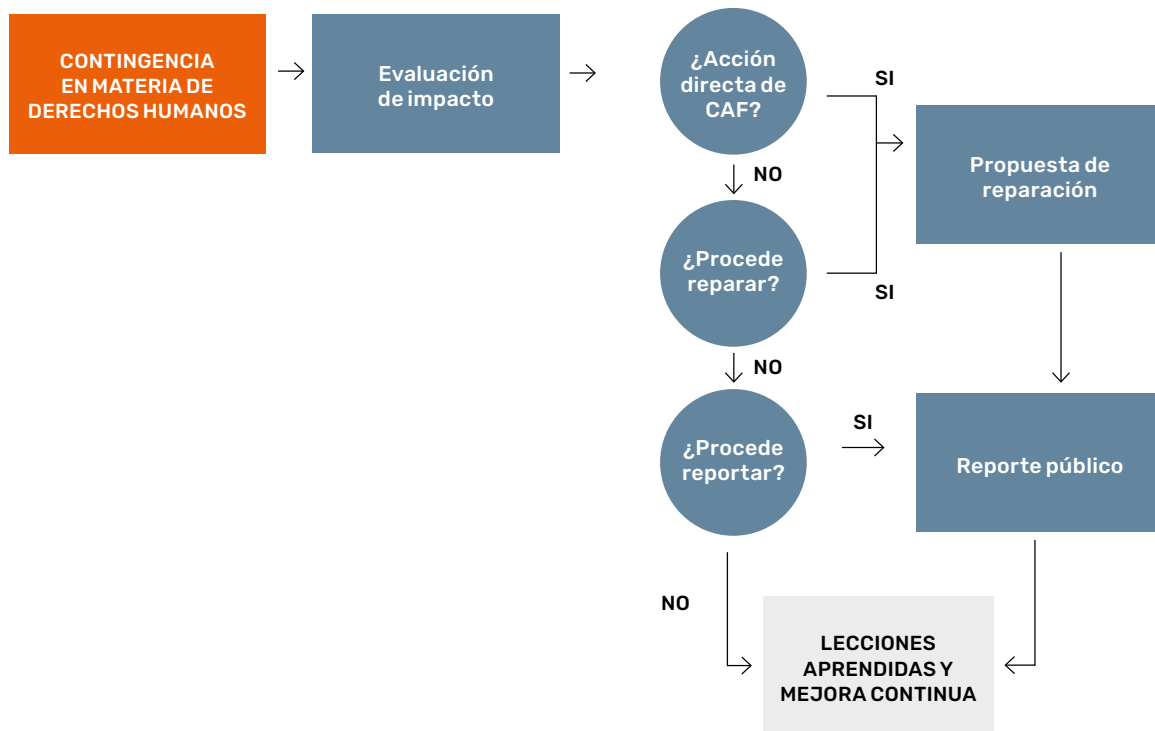 CONTINGENCIA
EN MATERIA DE
DERECHOS HUMANOS
Evaluación
de impacto
¿Acción
directa de
CAF?
SI
NO
Propuesta de
reparación
¿Procede
reparar?
SI
NO
¿Procede
reportar?
SI
Reporte público
NO
LECCIONES
APRENDIDAS Y
MEJORA CONTINUA